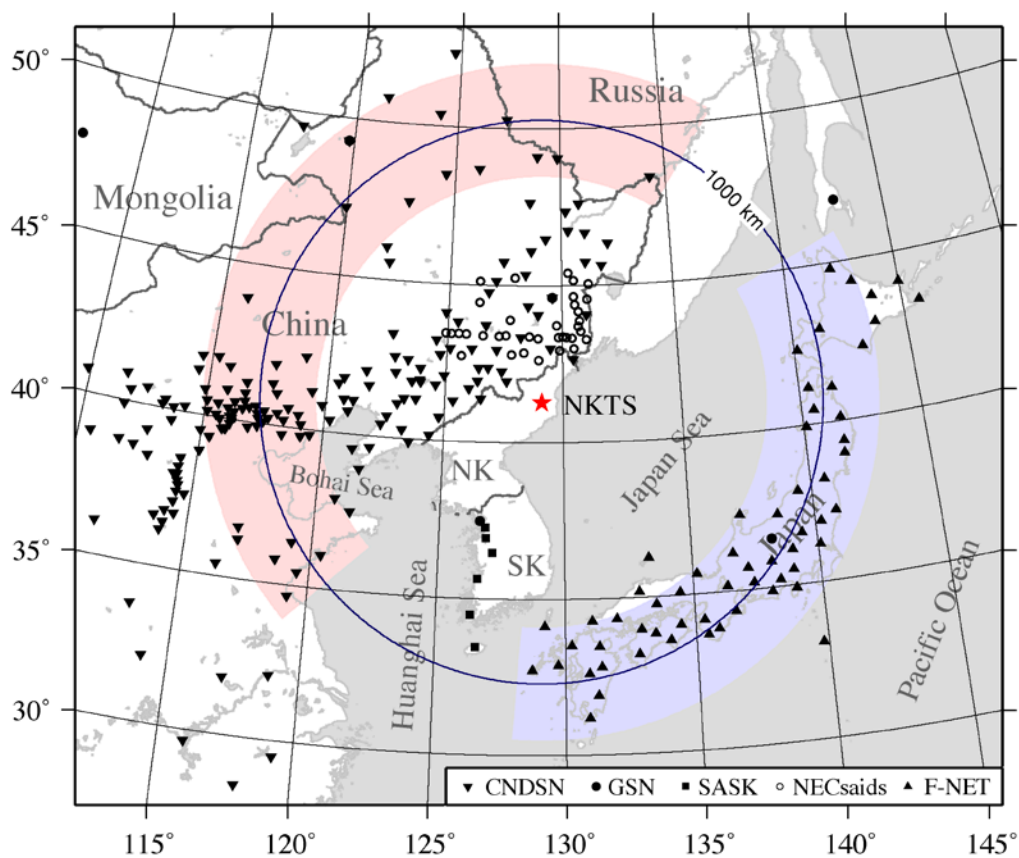 50°
45°
40°
35°
30°
Russia
Mongolia
1000 km
China
NKTS
Japan Sea
NK
Bohai Sea
SK
Japan
Huanghai Sea
Pacific Ocean
CNDSN GSN SASK NECsaids F-NET
115° 120° 125° 130° 135° 140° 145°